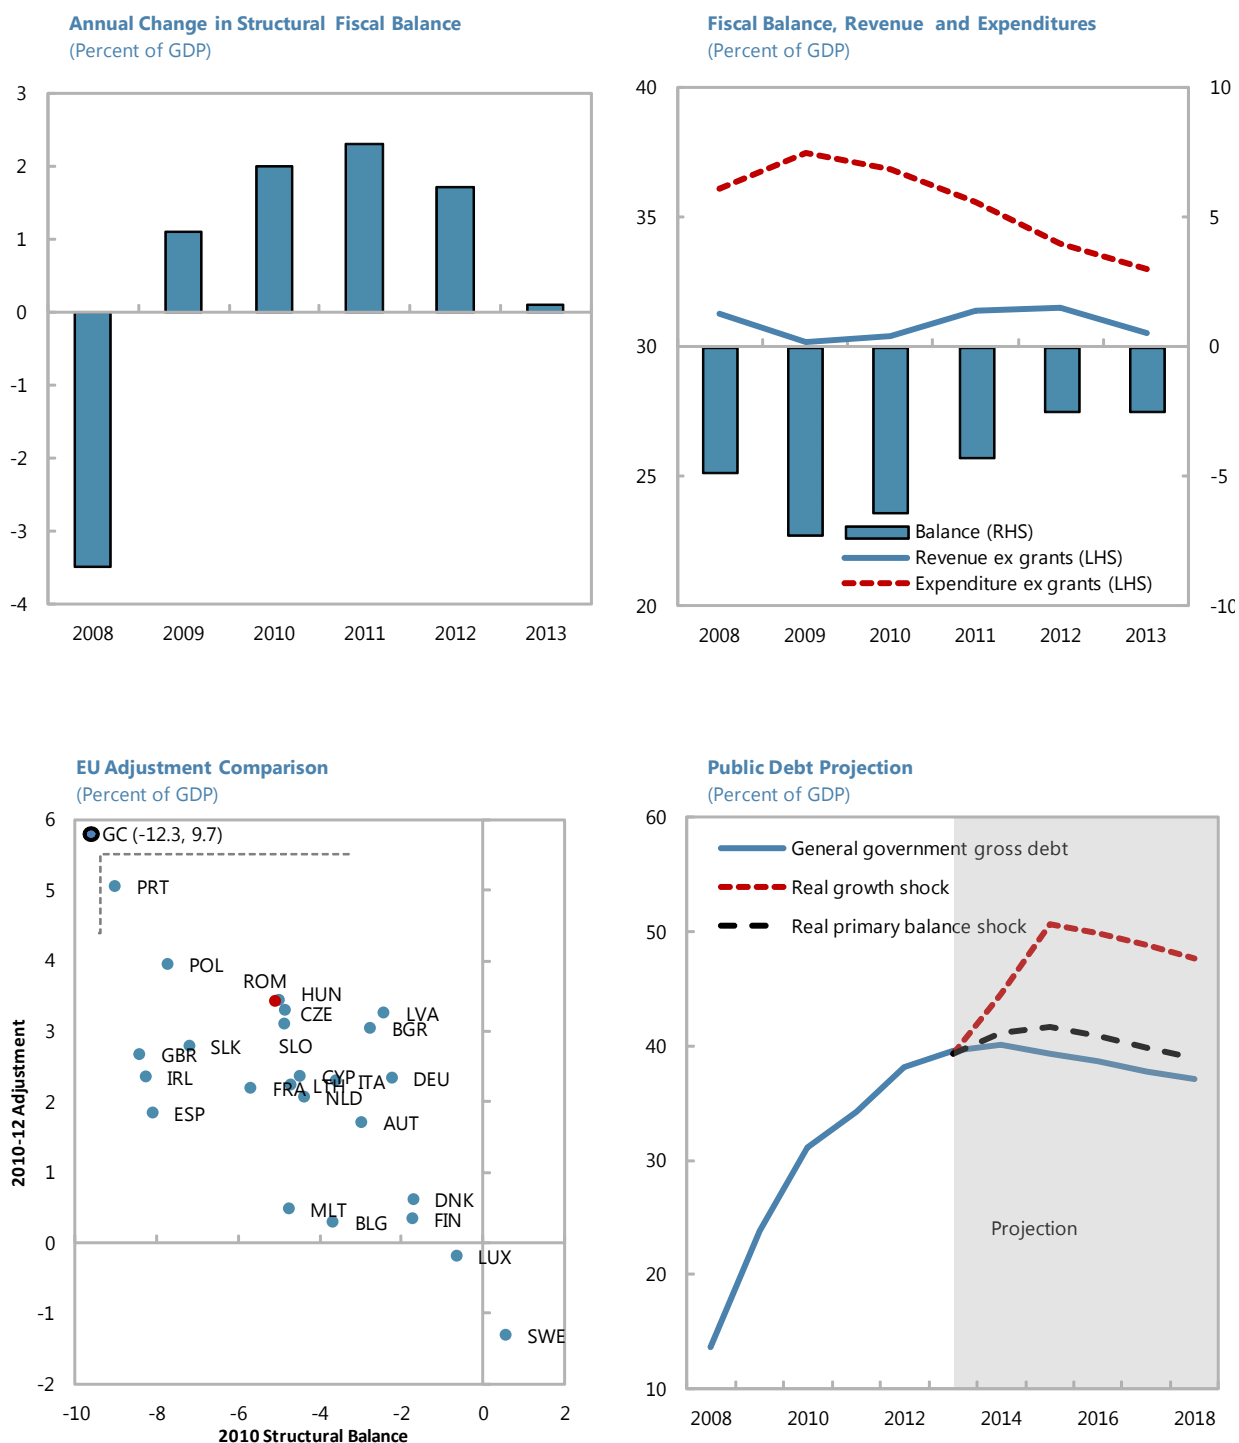 Annual Change in Structural Fiscal Balance
(Percent of GDP)
3
2
1
0
-1
-2
-3
-4
2008 2009 2010 2011 2012 2013
Fiscal Balance, Revenue and Expenditures
(Percent of GDP)
40 10
35 5
30 0
25 -5
20 -10
Balance (RHS)
Revenue ex grants (LHS)
Expenditure ex grants (LHS)
2008 2009 2010 2011 2012 2013
EU Adjustment Comparison
(Percent of GDP)
2010-12 Adjustment
6
5
4
3
2
1
0
-1
-2
GC (-12.3, 9.7)
PRT
POL
ROM
HUN
CZE
LVA
BGR
SLO
SLK
GBR
IRL
CYP
ITA
DEU
FRA
LTH
NLD
ESP
AUT
DNK
MLT
FIN
BLG
LUX
SWE
-10 -8 -6 -4 -2 0 2
2010 Structural Balance
Public Debt Projection
(Percent of GDP)
60
50
40
30
20
10
General government gross debt
Real growth shock
Real primary balance shock
Projection
2008 2010 2012 2014 2016 2018